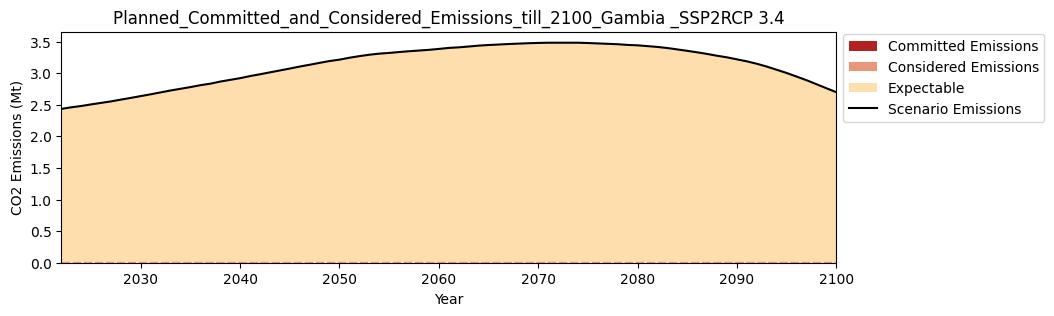 Planned_Committed_and_Considered_Emissions_till_2100_Gambia _SSP2RCP 3.4
CO2 Emissions (Mt)
3.5
3.0
2.5
2.0
1.5
1.0
0.5
0.0
2030 2040 2050 2060 2070 2080 2090 2100
Year
Committed Emissions
Considered Emissions
Expectable
Scenario Emissions